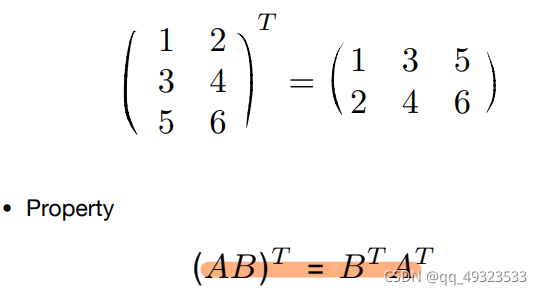 ( 1 2 )T
( 3 4 ) = ( 1 3 5 )
( 5 6 ) ( 2 4 6 )
• Property
(AB)^T = B^T A^T
CSDN @qq_49323533